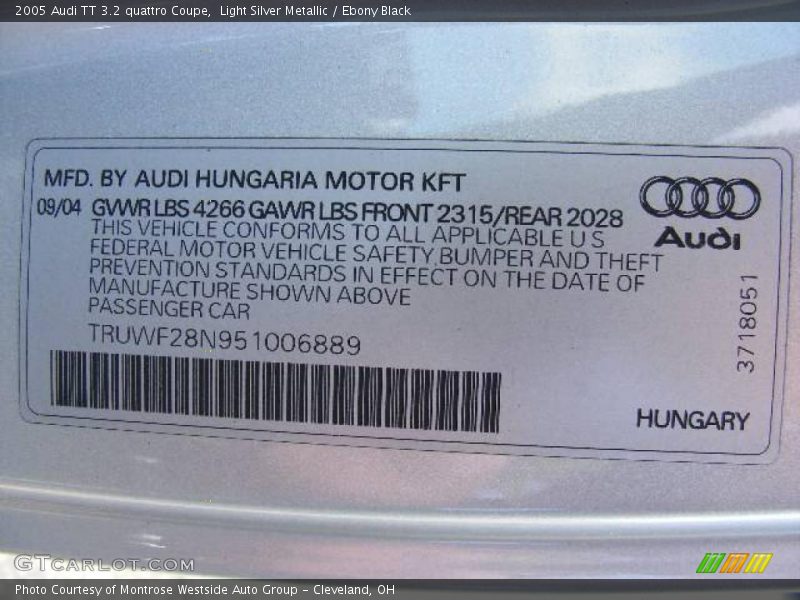 2005 Audi TT 3.2 quattro Coupe,  Light Silver Metallic / Ebony Black
MFD. BY AUDI HUNGARIA MOTOR KFT
09/04 GVWR LBS 4266 GAWR LBS FRONT 2315/REAR 2028
THIS VEHICLE CONFORMS TO ALL APPLICABLE U S
FEDERAL MOTOR VEHICLE SAFETY, BUMPER AND THEFT
PREVENTION STANDARDS IN EFFECT ON THE DATE OF
MANUFACTURE SHOWN ABOVE
PASSENGER CAR
TRUWF28N951006889
Audi
3718051
HUNGARY
GTCARLOT.COM
Photo Courtesy of Montrose Westside Auto Group – Cleveland, OH